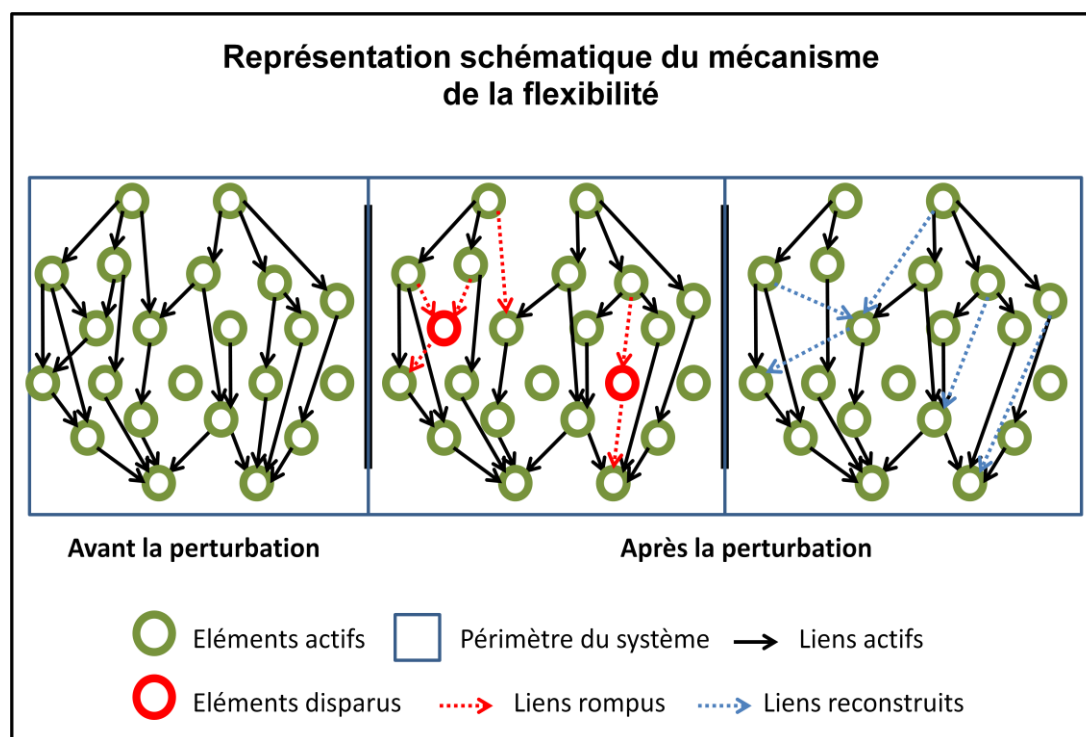 Représentation schématique du mécanisme
de la flexibilité
Avant la perturbation
Après la perturbation
Eléments actifs
Périmètre du système
Liens actifs
Eléments disparus
Liens rompus
Liens reconstruits